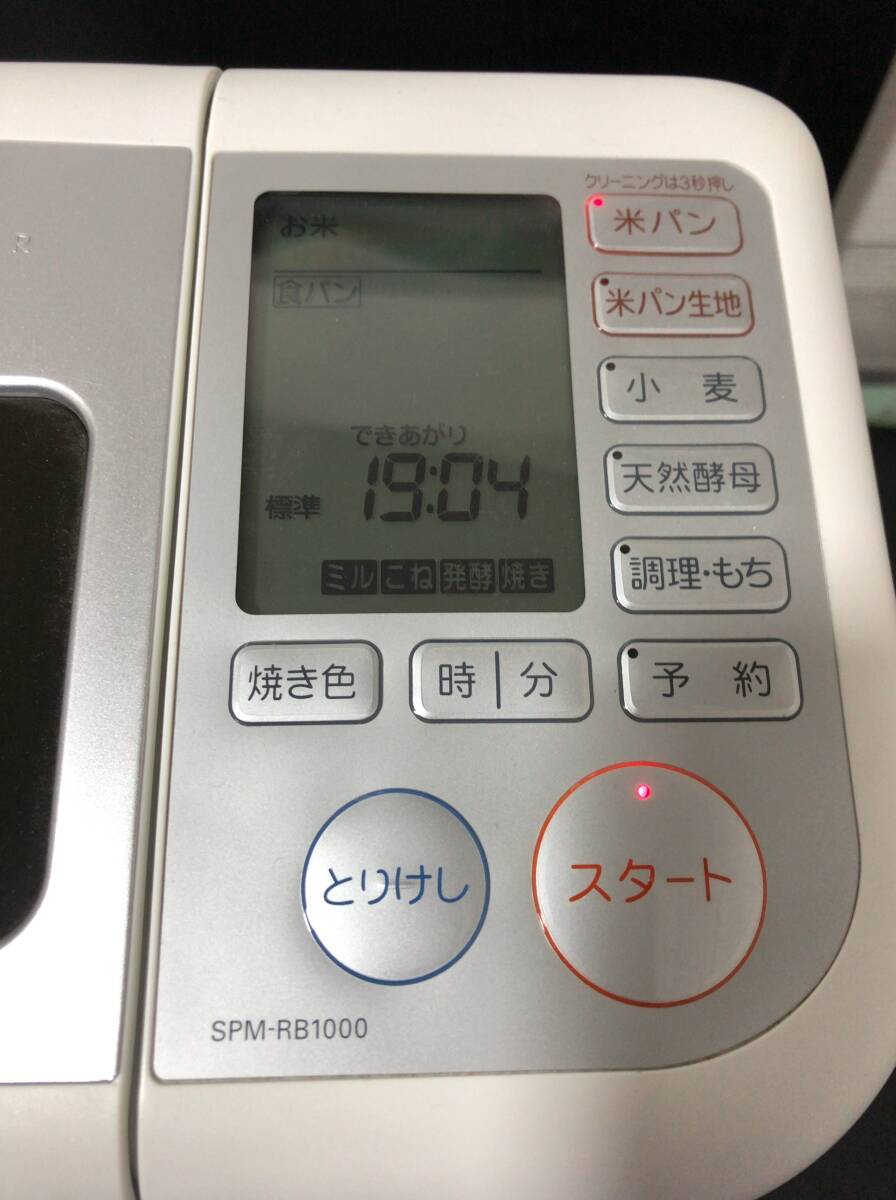 R
クリーニングは3秒押し
お米
食パン
できあがり
標準 19:04
ミル こね 発酵 焼き
米パン
米パン生地
小麦
天然酵母
調理・もち
焼き色
時|分
予約
とりけし
スタート
SPM-RB1000